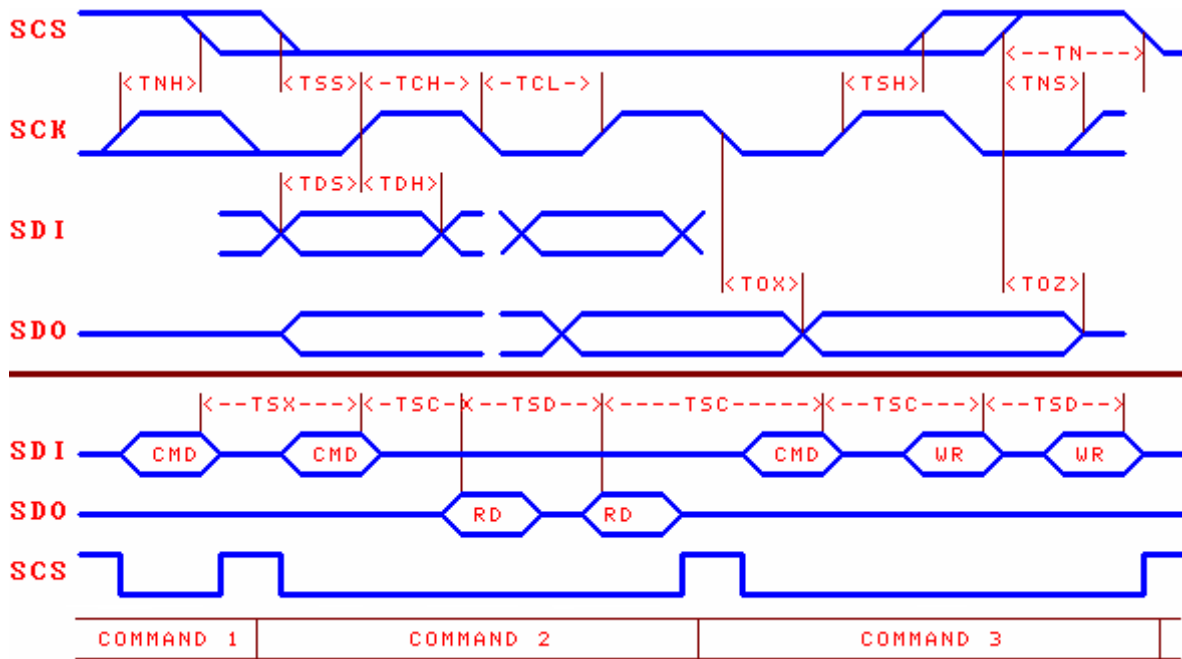 SCS
<--TN--->
<TNH> <TSS> <-TCH-> <-TCL-> <TSH> <TNS>
SCK
<TDS> <TDH>
SDI
<TOX> <TOZ>
SDO
<--TSX---> <-TSC-X--TSD--> <---TSC-----> <--TSC--> <--TSD-->
SDI CMD CMD CMD WR WR
SDO RD RD
SCS
COMMAND 1 COMMAND 2 COMMAND 3